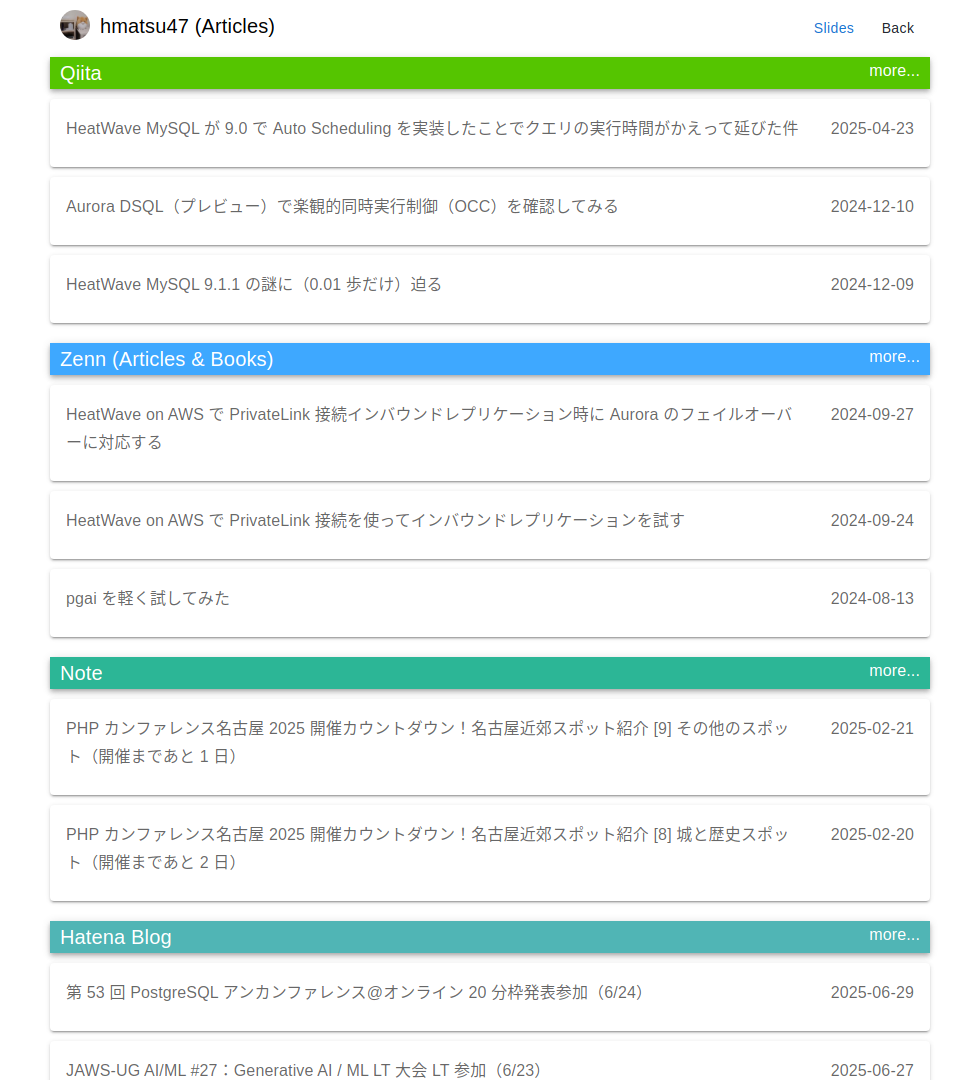 hmatsu47 (Articles)
Slides Back
Qiita more...
HeatWave MySQL が 9.0 で Auto Scheduling を実装したことでクエリの実行時間がかえって延びた件 2025-04-23
Aurora DSQL（プレビュー）で楽観的同時実行制御（OCC）を確認してみる 2024-12-10
HeatWave MySQL 9.1.1 の謎に（0.01 歩だけ）迫る 2024-12-09
Zenn (Articles & Books) more...
HeatWave on AWS で PrivateLink 接続インバウンドレプリケーション時に Aurora のフェイルオーバ 2024-09-27
ーに対応する
HeatWave on AWS で PrivateLink 接続を使ってインバウンドレプリケーションを試す 2024-09-24
pgai を軽く試してみた 2024-08-13
Note more...
PHP カンファレンス名古屋 2025 開催カウントダウン！名古屋近郊スポット紹介 [9] その他のスポッ 2025-02-21
ト（開催まであと 1 日）
PHP カンファレンス名古屋 2025 開催カウントダウン！名古屋近郊スポット紹介 [8] 城と歴史スポッ 2025-02-20
ト（開催まであと 2 日）
Hatena Blog more...
第 53 回 PostgreSQL アンカンファレンス@オンライン 20 分枠発表参加（6/24） 2025-06-29
JAWS-UG AI/ML #27：Generative AI / ML LT 大会 LT 参加（6/23） 2025-06-27